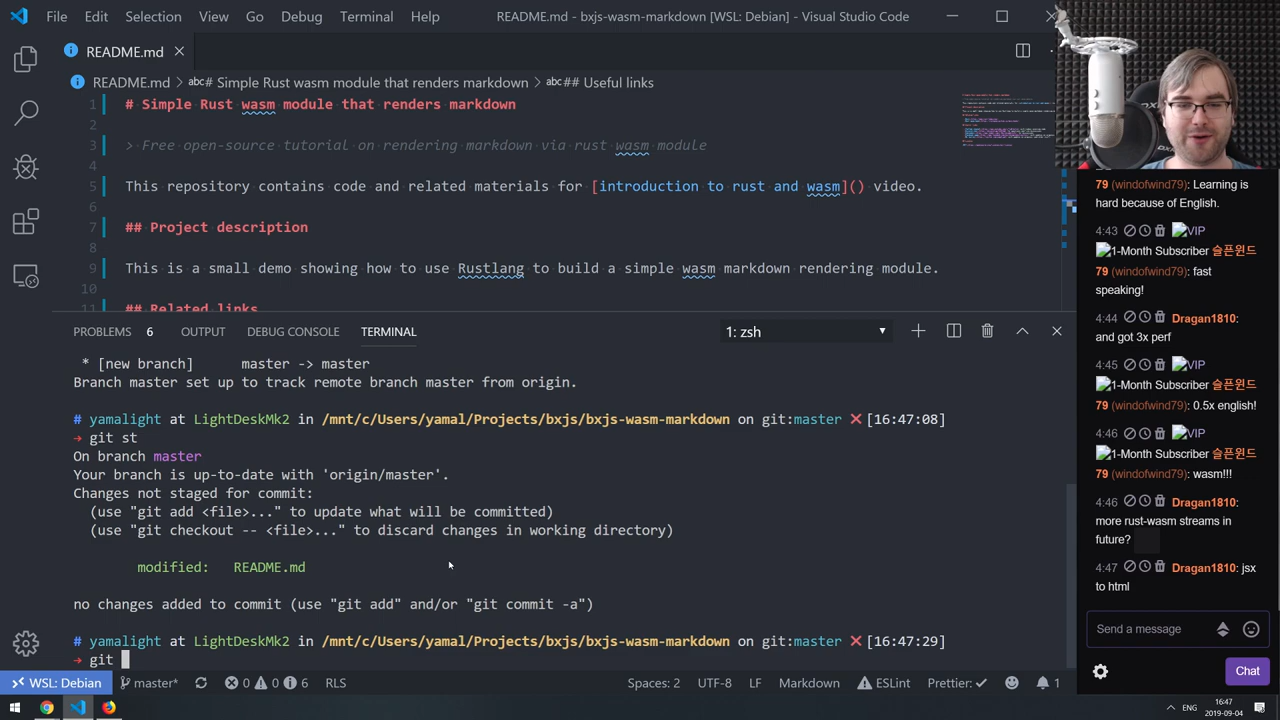 File Edit Selection View Go Debug Terminal Help README.md - bxjs-wasm-markdown [WSL: Debian] - Visual Studio Code
README.md
README.md > abc # Simple Rust wasm module that renders markdown > abc ## Useful links
1 # Simple Rust wasm module that renders markdown
2
3 > Free open-source tutorial on rendering markdown via rust wasm module
4
5 This repository contains code and related materials for [introduction to rust and wasm]() video.
6
7 ## Project description
8
9 This is a small demo showing how to use Rustlang to build a simple wasm markdown rendering module.
10
11 ## Related links
PROBLEMS 6 OUTPUT DEBUG CONSOLE TERMINAL 1: zsh
* [new branch] master -> master
Branch master set up to track remote branch master from origin.
# yamalight at LightDeskMk2 in /mnt/c/Users/yamal/Projects/bxjs/bxjs-wasm-markdown on git:master ❌ [16:47:08]
→ git st
On branch master
Your branch is up-to-date with 'origin/master'.
Changes not staged for commit:
(use "git add <file>..." to update what will be committed)
(use "git checkout -- <file>..." to discard changes in working directory)
modified: README.md
no changes added to commit (use "git add" and/or "git commit -a")
# yamalight at LightDeskMk2 in /mnt/c/Users/yamal/Projects/bxjs/bxjs-wasm-markdown on git:master ❌ [16:47:29]
→ git
WSL: Debian master* 0 0 6 RLS Spaces: 2 UTF-8 LF Markdown ESLint Prettier: ✓ 1
79 (windofwind79): Learning is
hard because of English.
4:43 VIP
1-Month Subscriber 슬픈윈드
79 (windofwind79): fast
speaking!
4:44 Dragan1810:
and got 3x perf
4:45 VIP
1-Month Subscriber 슬픈윈드
79 (windofwind79): 0.5x english!
4:46 VIP
1-Month Subscriber 슬픈윈드
79 (windofwind79): wasm!!!
4:46 Dragan1810:
more rust-wasm streams in
future?
4:47 Dragan1810: jsx
to html
Send a message
Chat
ENG
16:47
2019-09-04